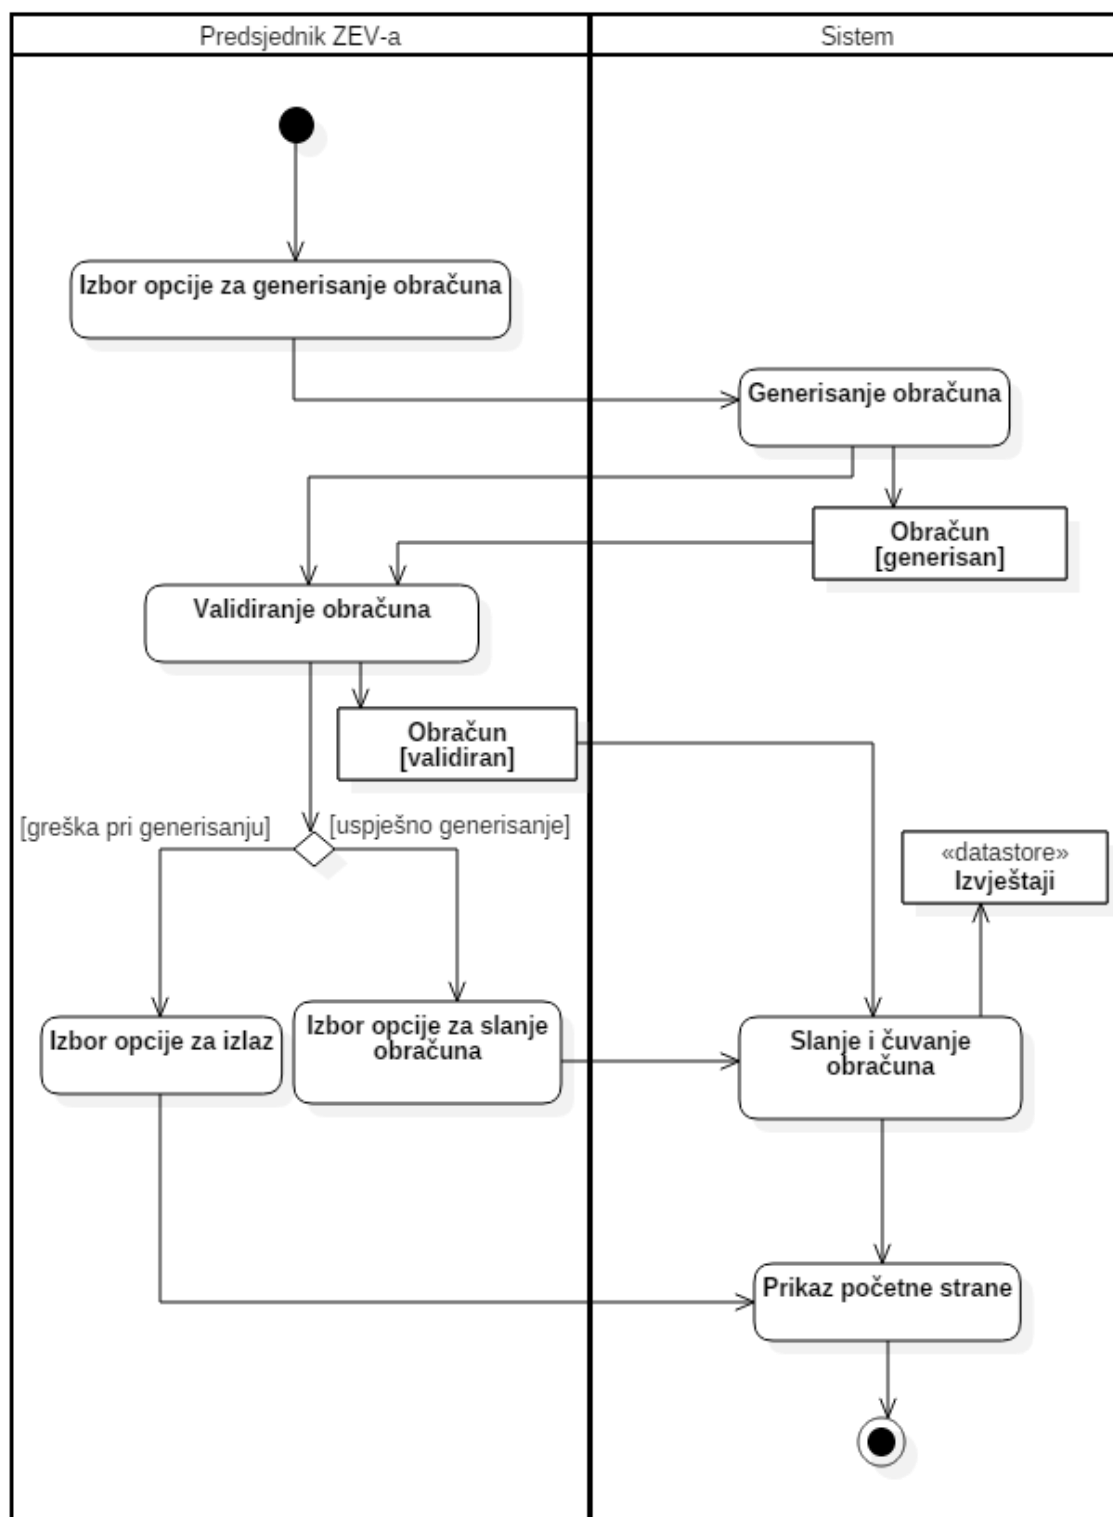 Predsjednik ZEV-a
Sistem
Izbor opcije za generisanje obračuna
Generisanje obračuna
Obračun
[generisan]
Validiranje obračuna
Obračun
[validiran]
[greška pri generisanju]
[uspješno generisanje]
«datastore»
Izvještaji
Izbor opcije za izlaz
Izbor opcije za slanje
obračuna
Slanje i čuvanje
obračuna
Prikaz početne strane